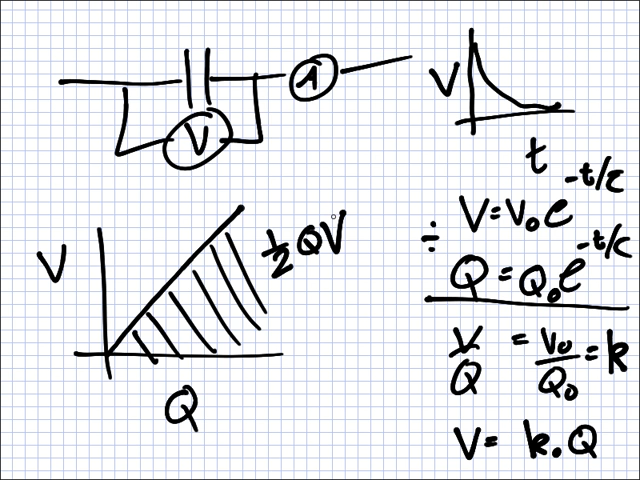 A
V
V
t
V = V₀e^-t/τ
÷ Q = Q₀e^-t/τ
V/Q = V₀/Q₀ = k
V = k.Q
V
½QV
Q